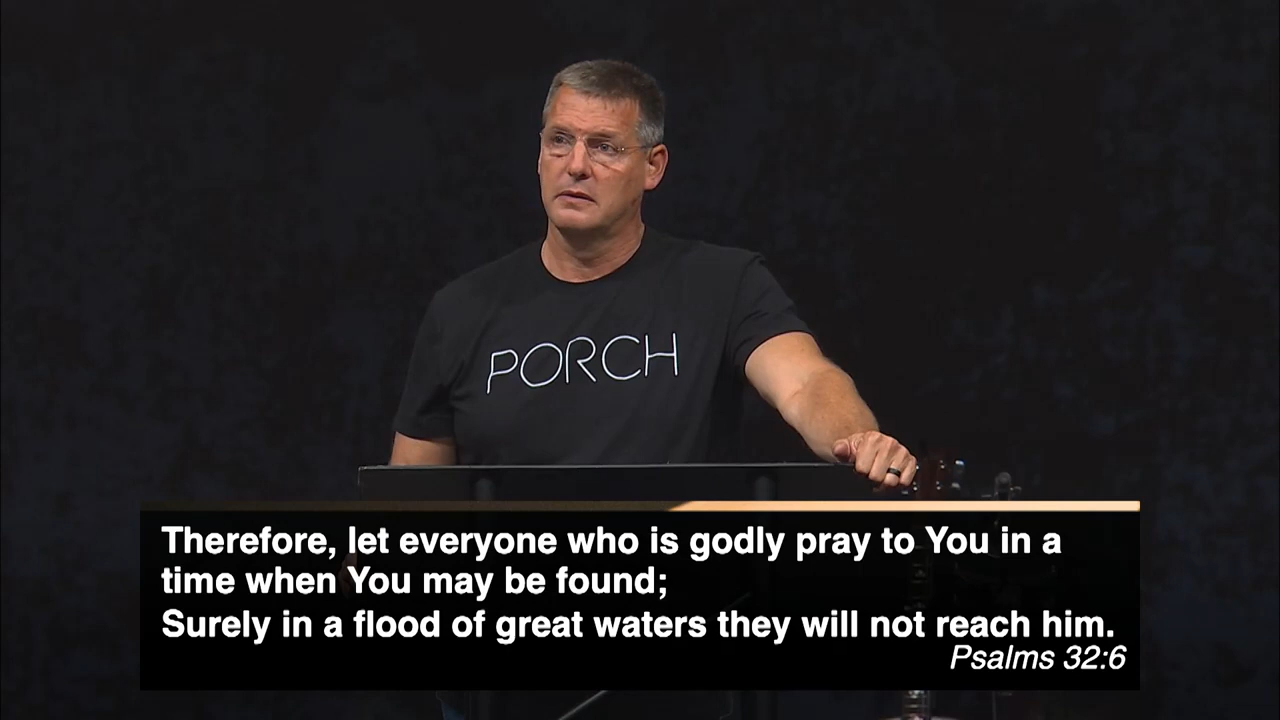 PORCH
Therefore, let everyone who is godly pray to You in a
time when You may be found;
Surely in a flood of great waters they will not reach him.
Psalms 32:6